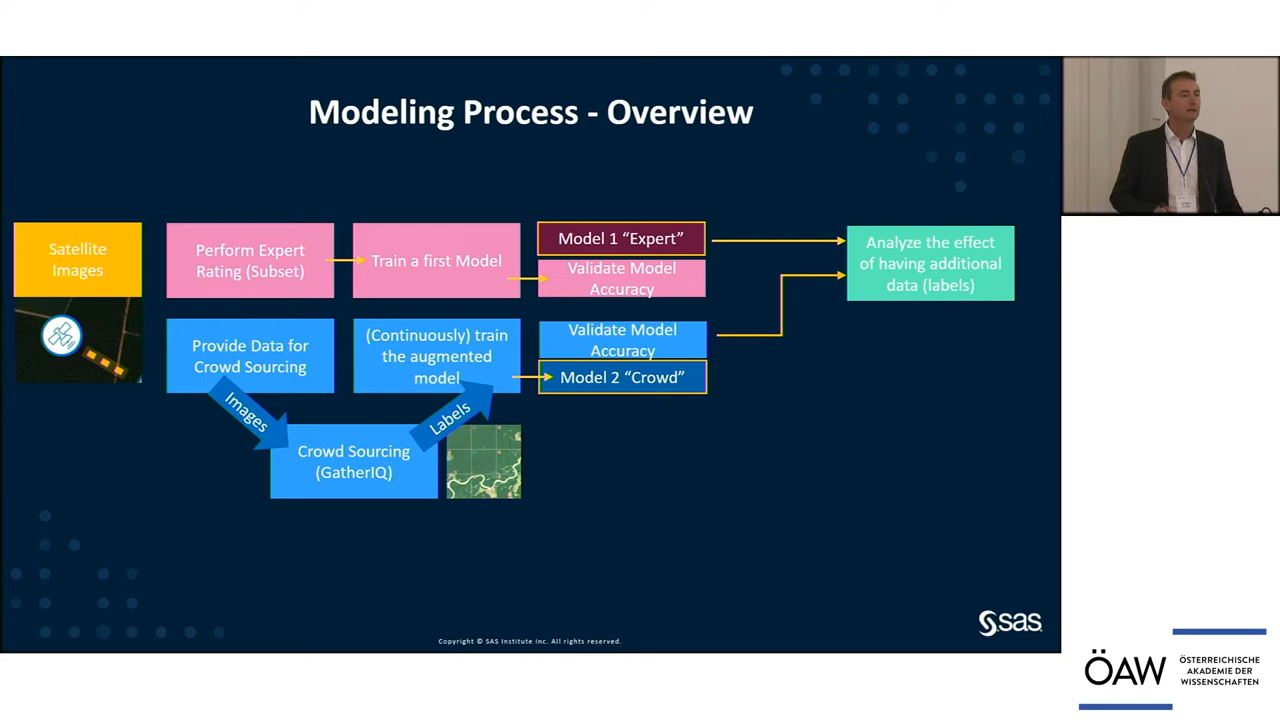 Modeling Process - Overview
Satellite
Images
Perform Expert
Rating (Subset)
Train a first Model
Model 1 “Expert”
Validate Model
Accuracy
Analyze the effect
of having additional
data (labels)
Provide Data for
Crowd Sourcing
(Continuously) train
the augmented
model
Validate Model
Accuracy
Model 2 “Crowd”
Images
Labels
Crowd Sourcing
(GatherIQ)
sas
Copyright © SAS Institute Inc. All rights reserved.
ÖAW
ÖSTERREICHISCHE
AKADEMIE DER
WISSENSCHAFTEN